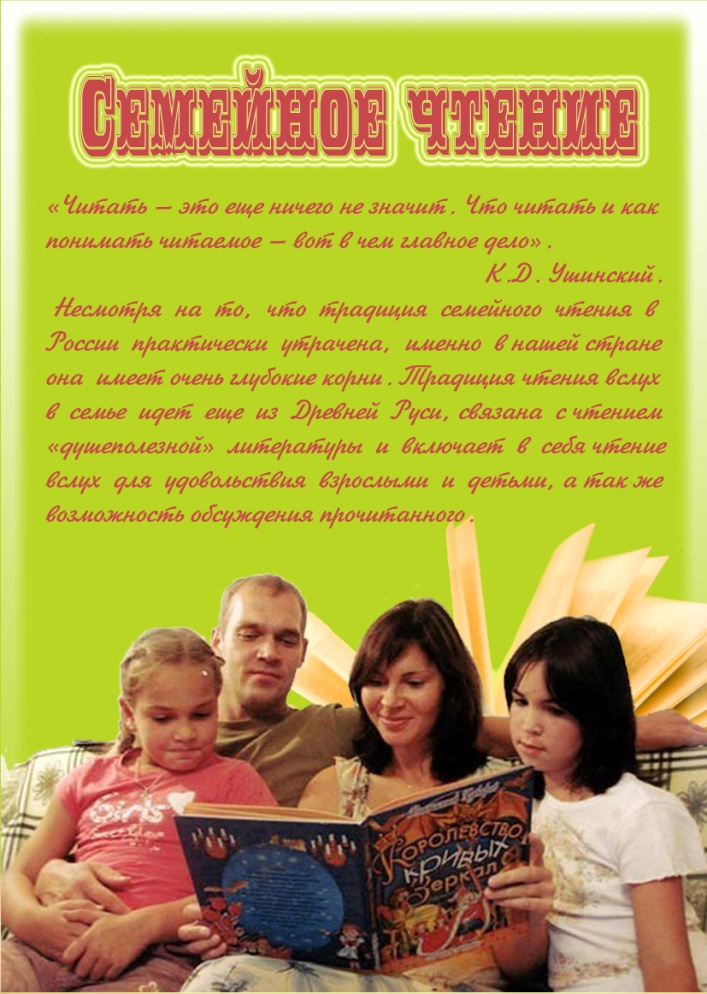 Семейное чтение
«Читать – это еще ничего не значит. Что читать и как
понимать читаемое – вот в чем главное дело».
К.Д. Ушинский.
Несмотря на то, что традиция семейного чтения в
России практически утрачена, именно в нашей стране
она имеет очень глубокие корни. Традиция чтения вслух
в семье идет еще из Древней Руси, связана с чтением
«душеполезной» литературы и включает в себя чтение
вслух для удовольствия взрослыми и детьми, а так же
возможность обсуждения прочитанного.
Girls
Королевство
кривых
зеркал